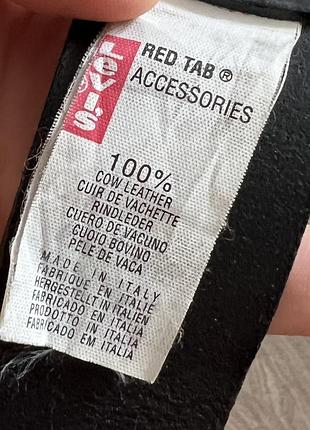 Levi's
RED TAB ®
ACCESSORIES
100%
COW LEATHER
CUIR DE VACHETTE
RINDLEDER
CUERO DE VACUNO
CUOIO BOVINO
PELE DE VACA
MADE IN ITALY
FABRIQUE EN ITALIE
HERGESTELLT IN ITALIEN
FABRICADO EN ITALIA
PRODOTTO IN ITALIA
FABRICADO EM ITALIA